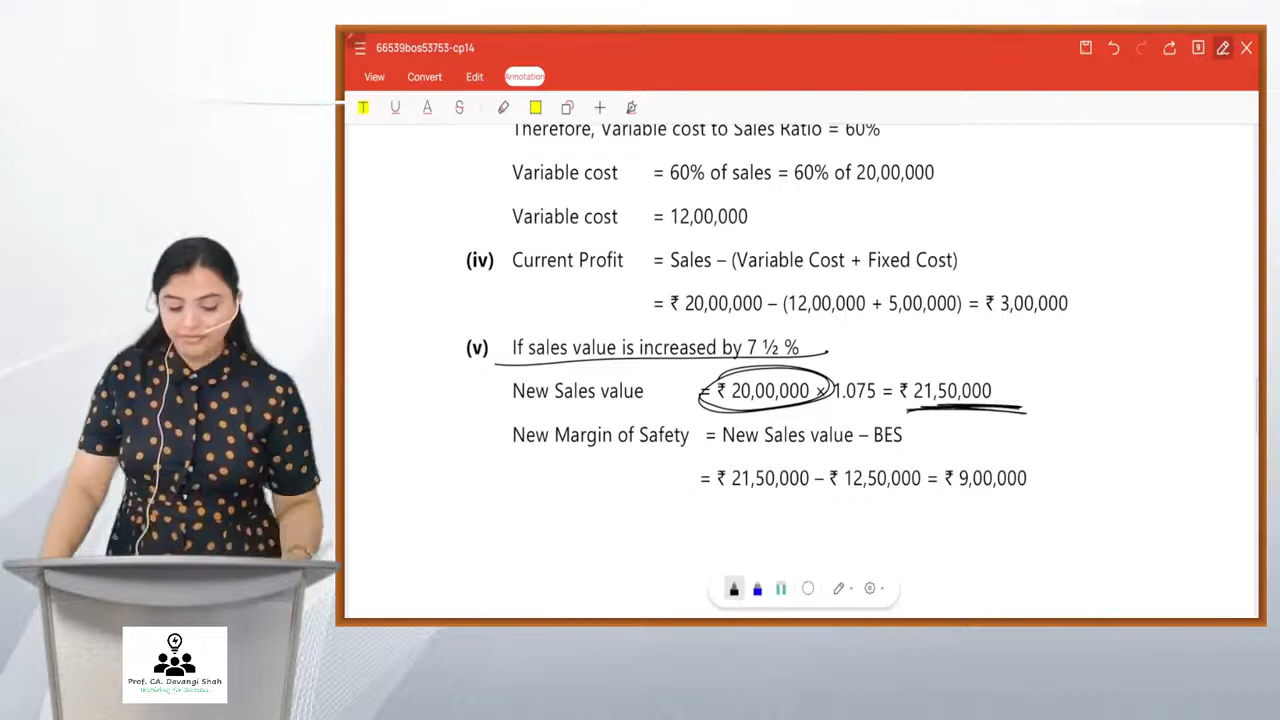 66539bos53753-cp14
View Convert Edit Annotation
T U A S
Therefore, Variable cost to Sales Ratio = 60%
Variable cost = 60% of sales = 60% of 20,00,000
Variable cost = 12,00,000
(iv) Current Profit = Sales – (Variable Cost + Fixed Cost)
= ₹ 20,00,000 – (12,00,000 + 5,00,000) = ₹ 3,00,000
(v) If sales value is increased by 7 ½ %
New Sales value = ₹ 20,00,000 × 1.075 = ₹ 21,50,000
New Margin of Safety = New Sales value – BES
= ₹ 21,50,000 – ₹ 12,50,000 = ₹ 9,00,000
Prof. CA. Devangi Shah